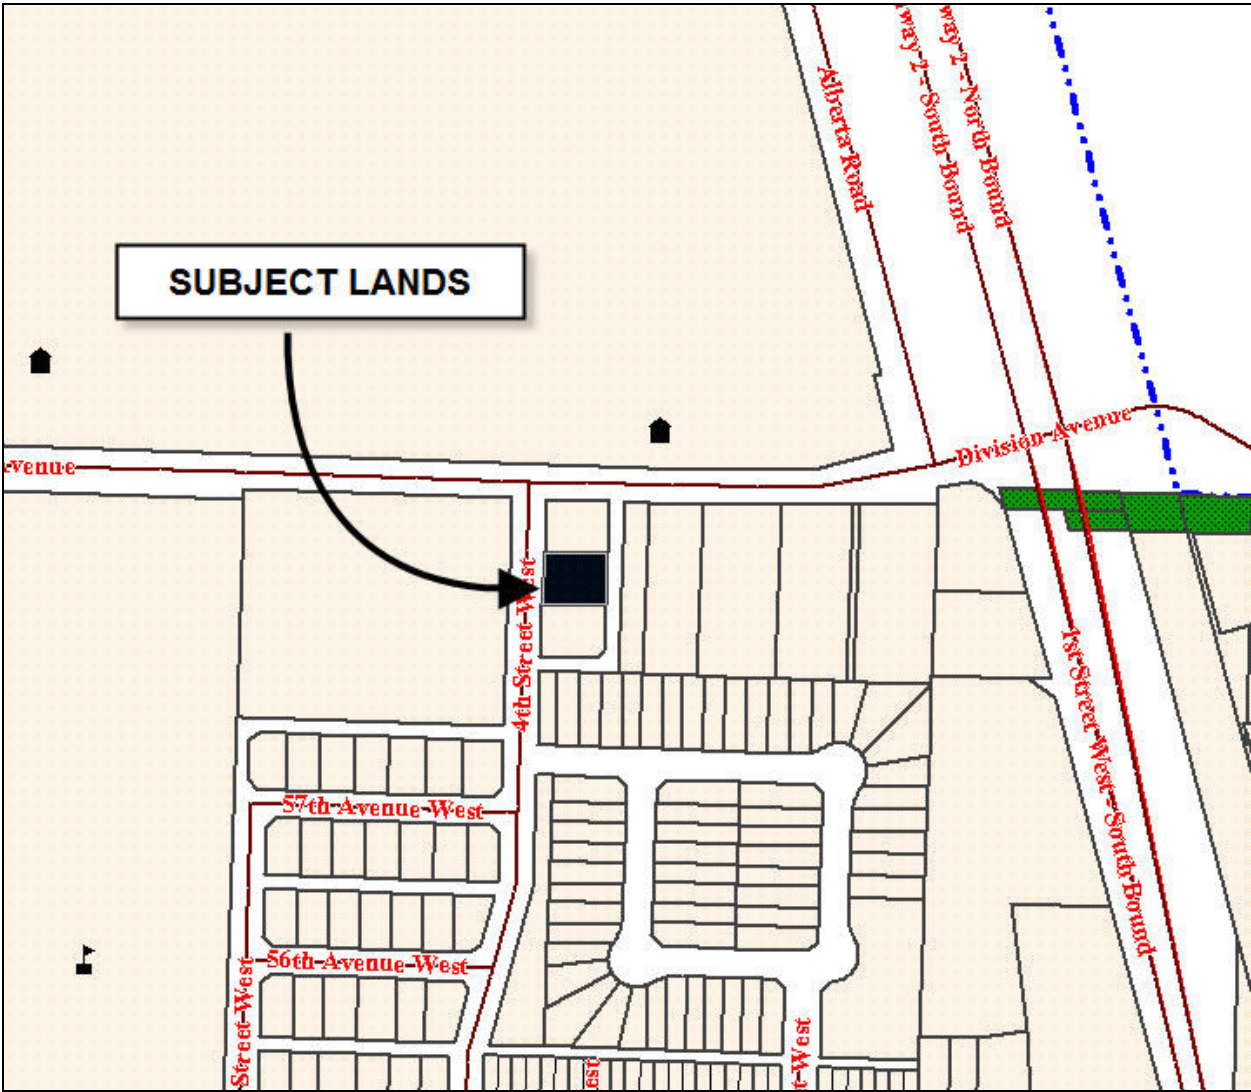 Alberta Road
way 2 - South Bound
way 2 - North Bound
SUBJECT LANDS
Division Avenue
venue
4th Street West
1st Street West - South Bound
57th Avenue West
56th Avenue West
Street West
est
t West